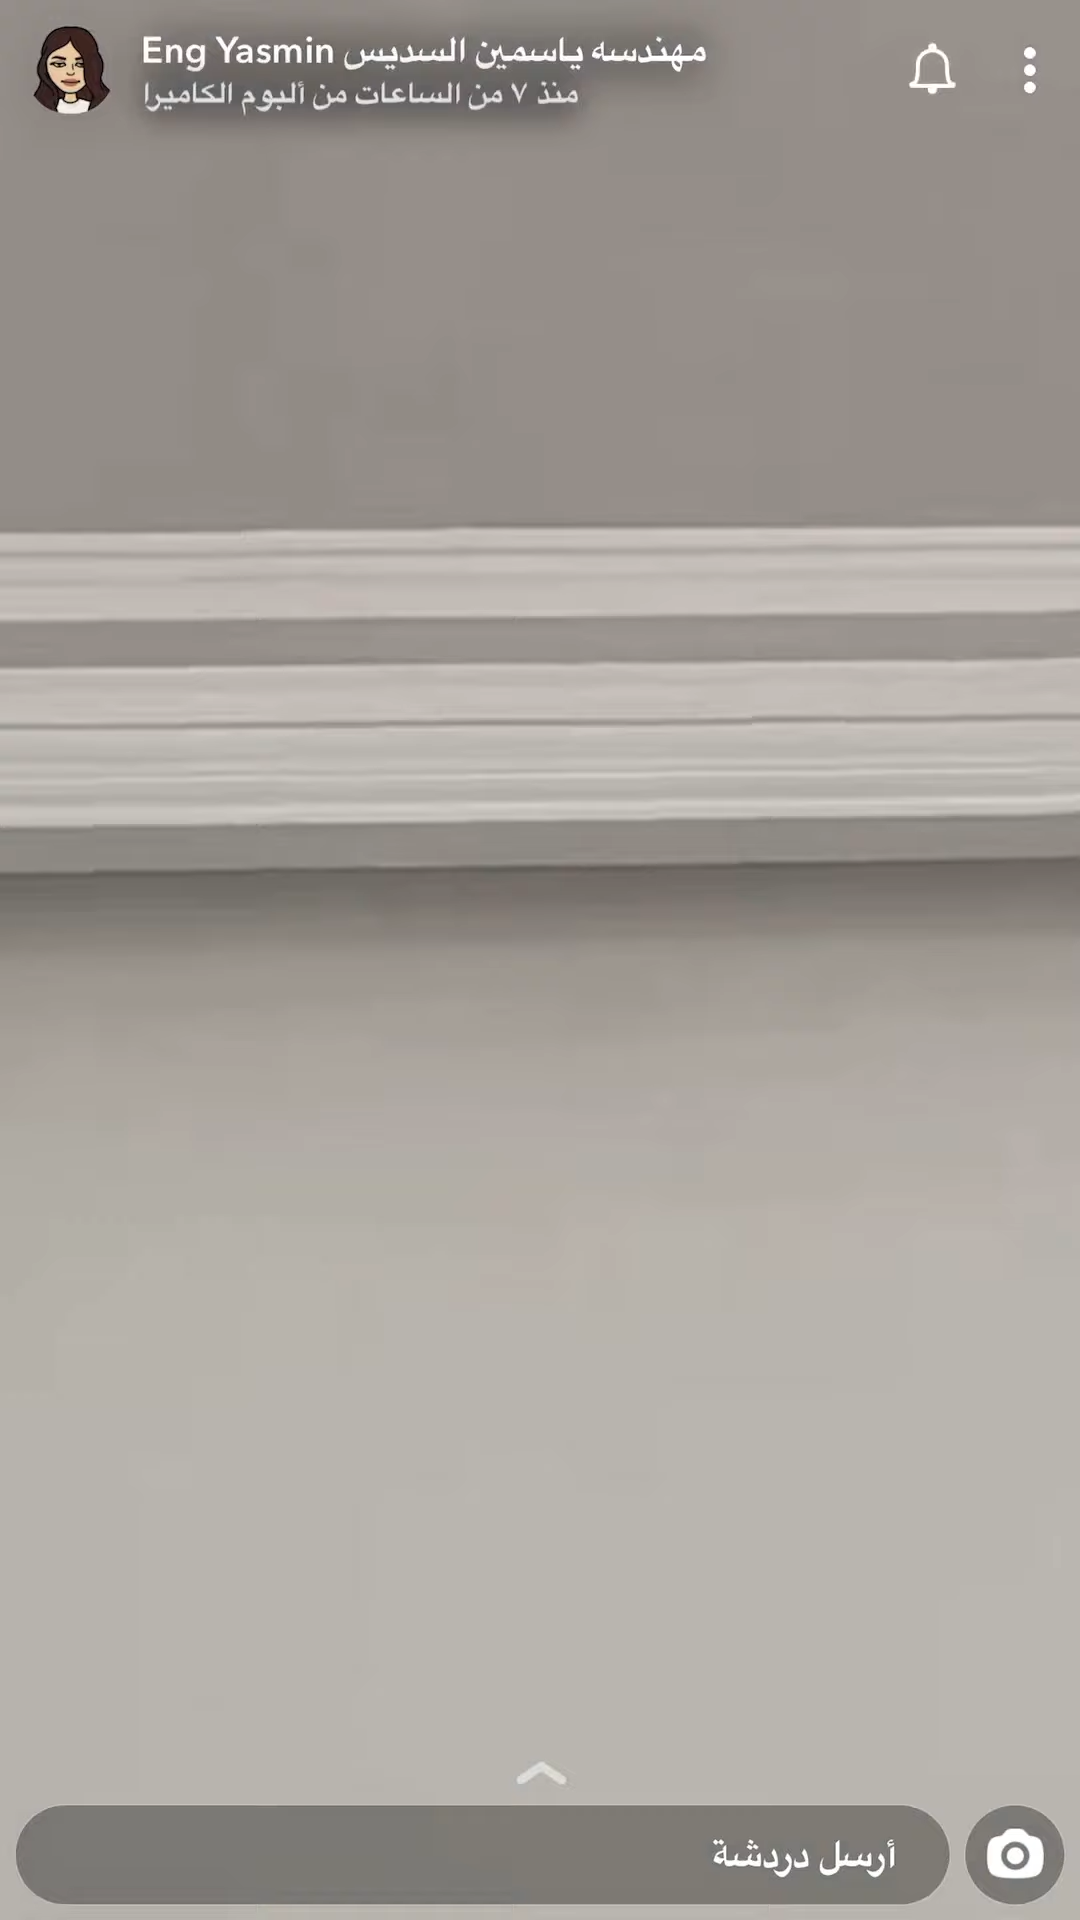 مهندسه ياسمين السديس Eng Yasmin
منذ ٧ من الساعات من ألبوم الكاميرا
أرسل دردشة